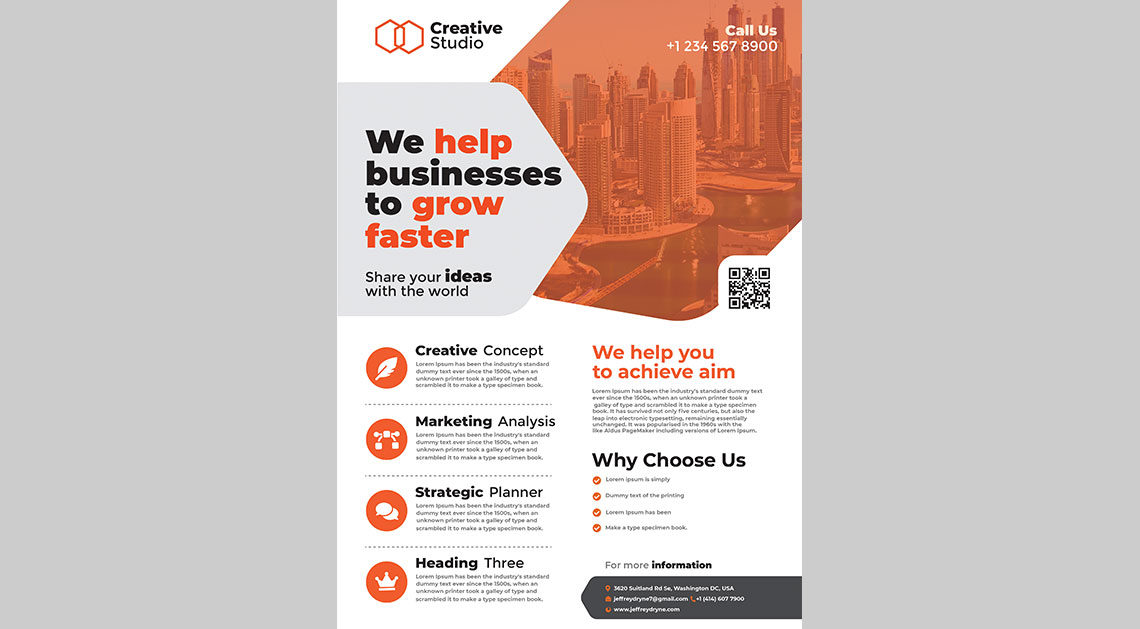 Creative
Studio
Call Us
+1 234 567 8900
We help
businesses
to grow
faster
Share your ideas
with the world
Creative Concept
Lorem Ipsum has been the industry's standard
dummy text ever since the 1500s, when an
unknown printer took a galley of type and
scrambled it to make a type specimen book.
Marketing Analysis
Lorem Ipsum has been the industry's standard
dummy text ever since the 1500s, when an
unknown printer took a galley of type and
scrambled it to make a type specimen book.
Strategic Planner
Lorem Ipsum has been the industry's standard
dummy text ever since the 1500s, when an
unknown printer took a galley of type and
scrambled it to make a type specimen book.
Heading Three
Lorem Ipsum has been the industry's standard
dummy text ever since the 1500s, when an
unknown printer took a galley of type and
scrambled it to make a type specimen book.
We help you
to achieve aim
Lorem Ipsum has been the industry's standard dummy text
ever since the 1500s, when an unknown printer took a
galley of type and scrambled it to make a type specimen
book. It has survived not only five centuries, but also the
leap into electronic typesetting, remaining essentially
unchanged. It was popularised in the 1960s with the
like Aldus PageMaker including versions of Lorem Ipsum.
Why Choose Us
Lorem ipsum is simply
Dummy text of the printing
Lorem Ipsum has been
Make a type specimen book.
For more information
3620 Suitland Rd Se, Washington DC, USA
jeffreydryne7@gmail.com +1 (414) 607 7900
www.jeffreydryne.com